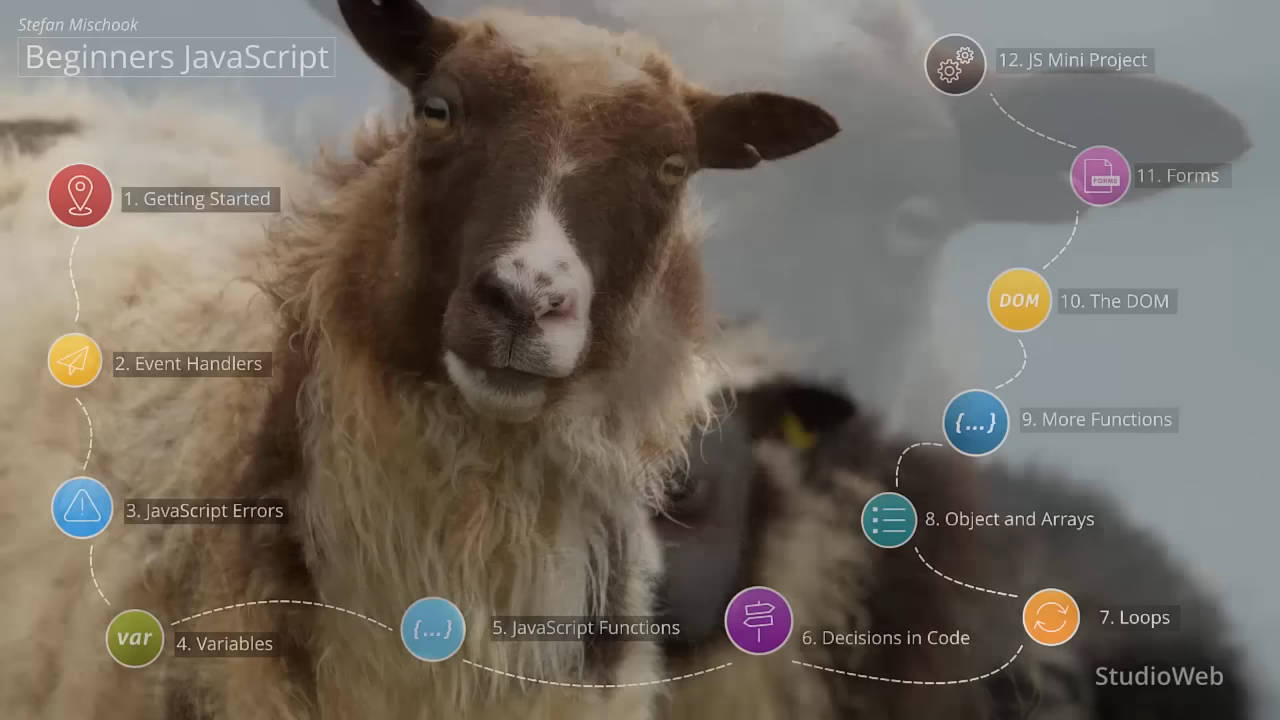 Stefan Mischook
Beginners JavaScript
1. Getting Started
2. Event Handlers
3. JavaScript Errors
var
4. Variables
{...}
5. JavaScript Functions
6. Decisions in Code
7. Loops
8. Object and Arrays
{...}
9. More Functions
DOM
10. The DOM
FORMS
11. Forms
12. JS Mini Project
StudioWeb